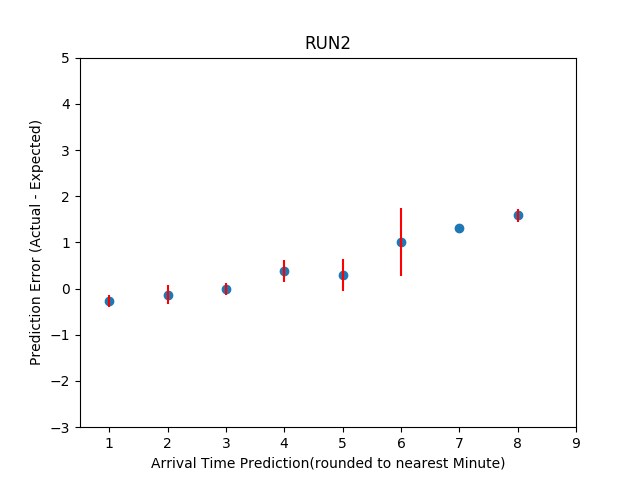 RUN2
Prediction Error (Actual - Expected)
5
4
3
2
1
0
−1
−2
−3
1 2 3 4 5 6 7 8 9
Arrival Time Prediction(rounded to nearest Minute)